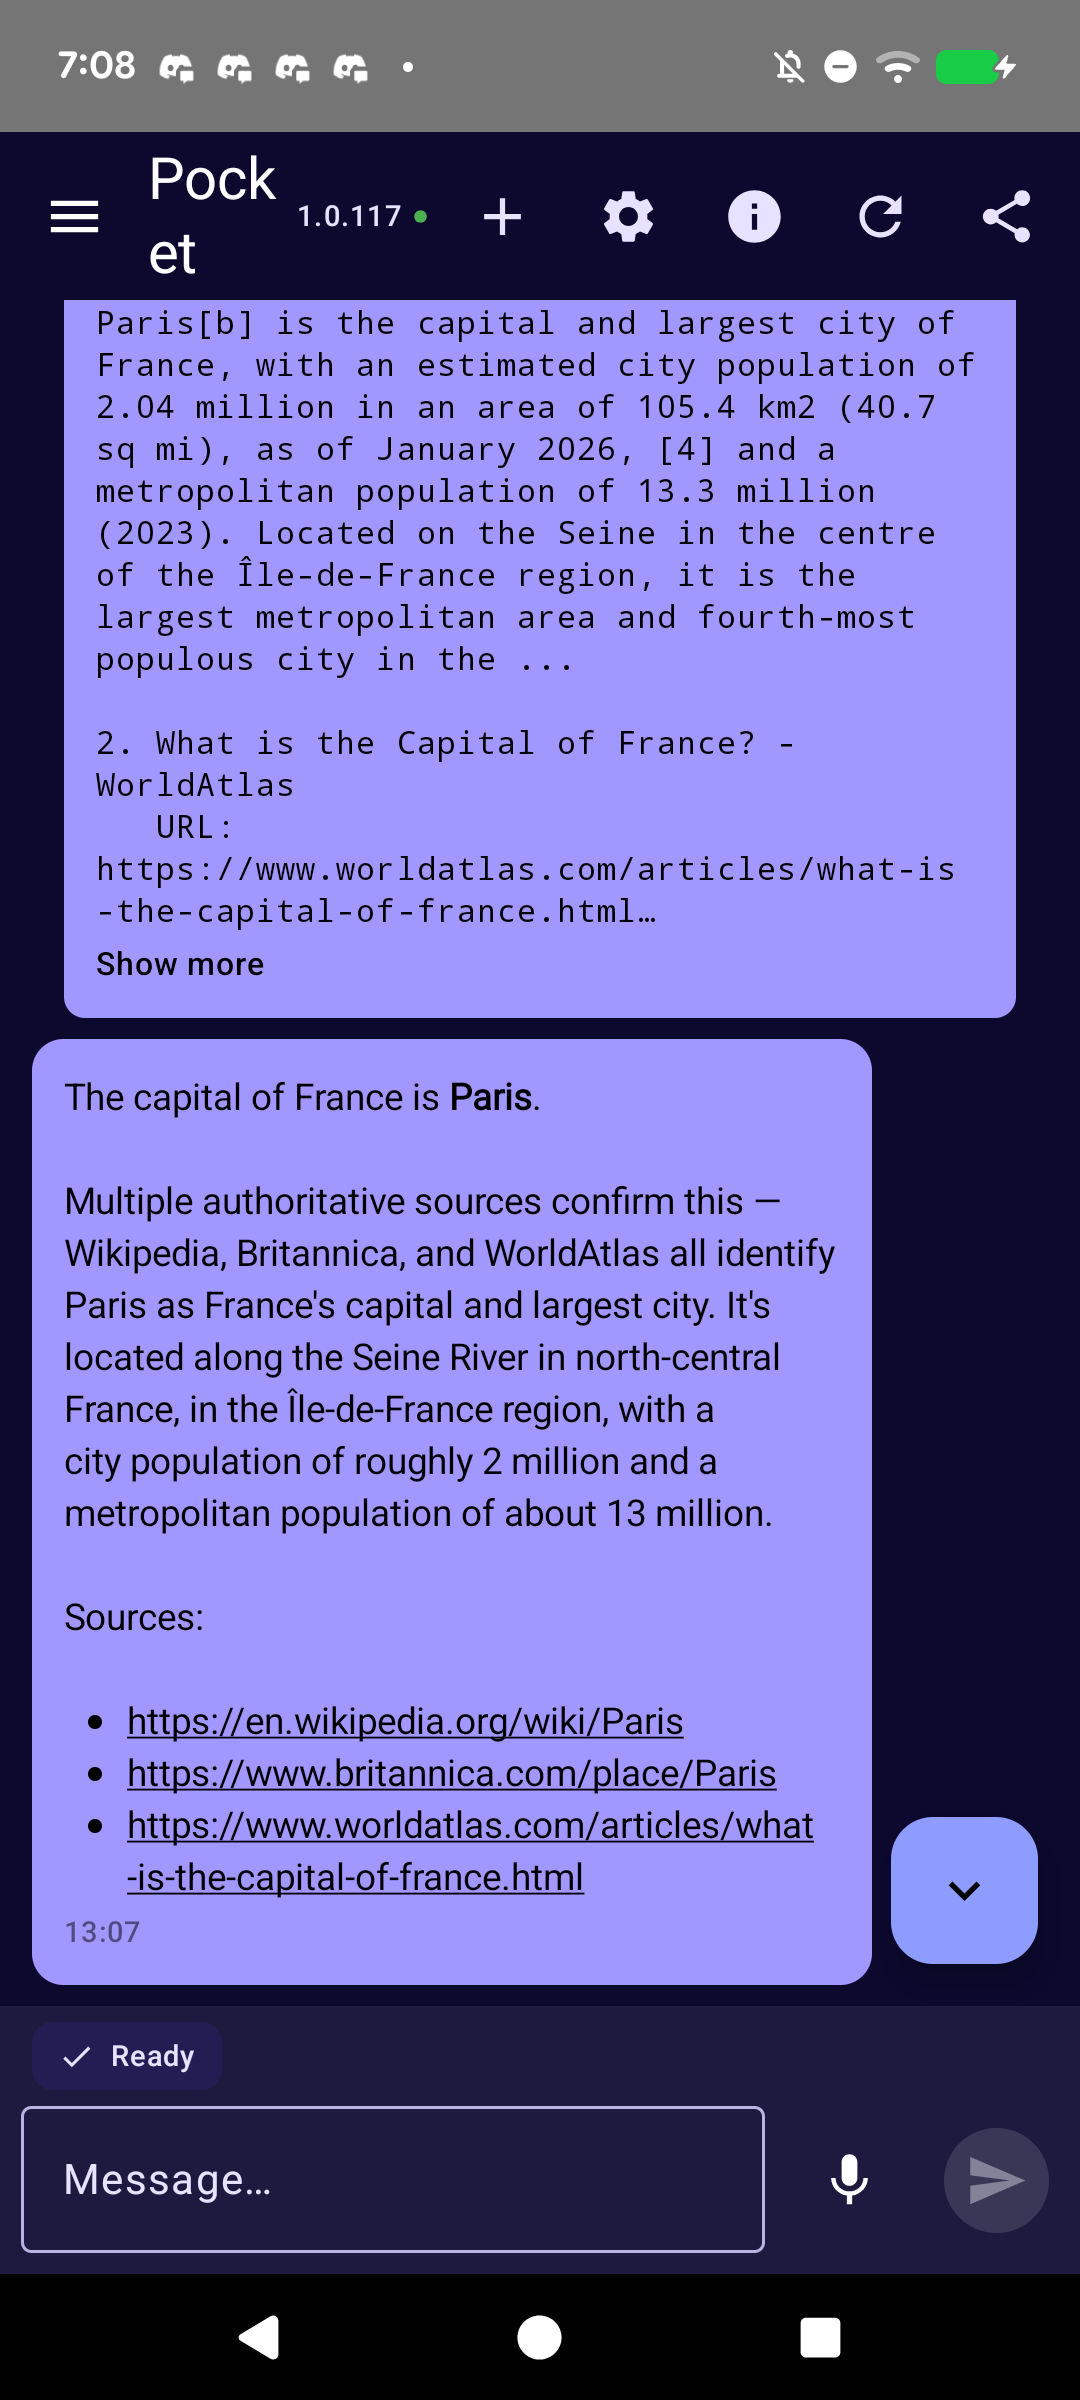 7:08
Pock
et
1.0.117
Paris[b] is the capital and largest city of
France, with an estimated city population of
2.04 million in an area of 105.4 km2 (40.7
sq mi), as of January 2026, [4] and a
metropolitan population of 13.3 million
(2023). Located on the Seine in the centre
of the Île-de-France region, it is the
largest metropolitan area and fourth-most
populous city in the ...
2. What is the Capital of France? -
WorldAtlas
URL:
https://www.worldatlas.com/articles/what-is
-the-capital-of-france.html…
Show more
The capital of France is Paris.
Multiple authoritative sources confirm this —
Wikipedia, Britannica, and WorldAtlas all identify
Paris as France's capital and largest city. It's
located along the Seine River in north-central
France, in the Île-de-France region, with a
city population of roughly 2 million and a
metropolitan population of about 13 million.
Sources:
• https://en.wikipedia.org/wiki/Paris
• https://www.britannica.com/place/Paris
• https://www.worldatlas.com/articles/what
-is-the-capital-of-france.html
13:07
Ready
Message…